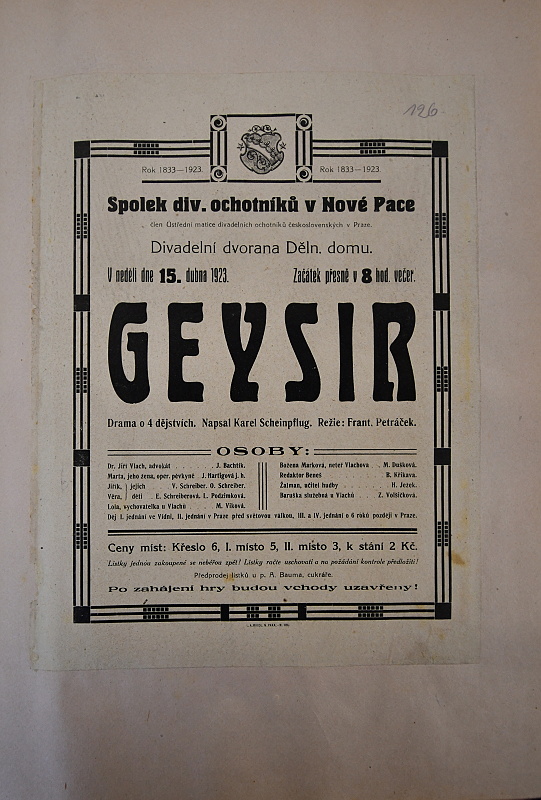 126
Rok 1833—1923. Rok 1833—1923.
Spolek div. ochotníků v Nové Pace
člen Ústřední matice divadelních ochotníků československých v Praze.
Divadelní dvorana Děln. domu.
V neděli dne 15. dubna 1923. Začátek přesně v 8 hod. večer.
GEYSIR
Drama o 4 dějstvích. Napsal Karel Scheinpflug. Režie: Frant. Petráček.
OSOBY:
Dr. Jiří Vlach, advokát . . . . J. Bachtík.
Marta, jeho žena, oper. pěvkyně J. Hartigová j. h.
Jiřík, | jejich . . V. Schreiber. O. Schreiber.
Věra, | děti . E. Schreiberová. L. Podzimková.
Lola, vychovatelka u Vlachů . . M. Víková.
Božena Marková, neteř Vlachova . M. Dušková.
Redaktor Beneš . . . . B. Křikava.
Žalman, učitel hudby . . . . H. Ježek.
Baruška služebná u Vlachů . . Z. Volšičková.
Děj I. jednání ve Vídni, II. jednání v Praze před světovou válkou, III. a IV. jednání o 6 roků později v Praze.
Ceny míst: Křeslo 6, I. místo 5, II. místo 3, k stání 2 Kč.
Lístky jednou zakoupené se neběřou zpět! Lístky račte uschovati a na požádání kontrole předložiti!
Předprodej lístků u p. A. Bauma, cukráře.
Po zahájení hry budou vchody uzavřeny!